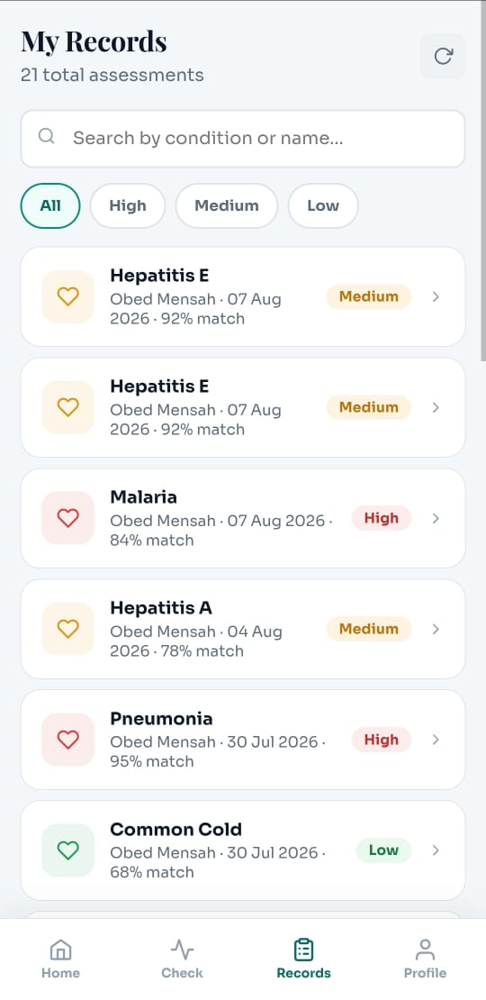 My Records
21 total assessments
Search by condition or name...
All High Medium Low
Hepatitis E
Obed Mensah · 07 Aug
2026 · 92% match
Medium
Hepatitis E
Obed Mensah · 07 Aug
2026 · 92% match
Medium
Malaria
Obed Mensah · 07 Aug 2026 ·
84% match
High
Hepatitis A
Obed Mensah · 04 Aug
2026 · 78% match
Medium
Pneumonia
Obed Mensah · 30 Jul 2026 ·
95% match
High
Common Cold
Obed Mensah · 30 Jul 2026 ·
68% match
Low
Home Check Records Profile